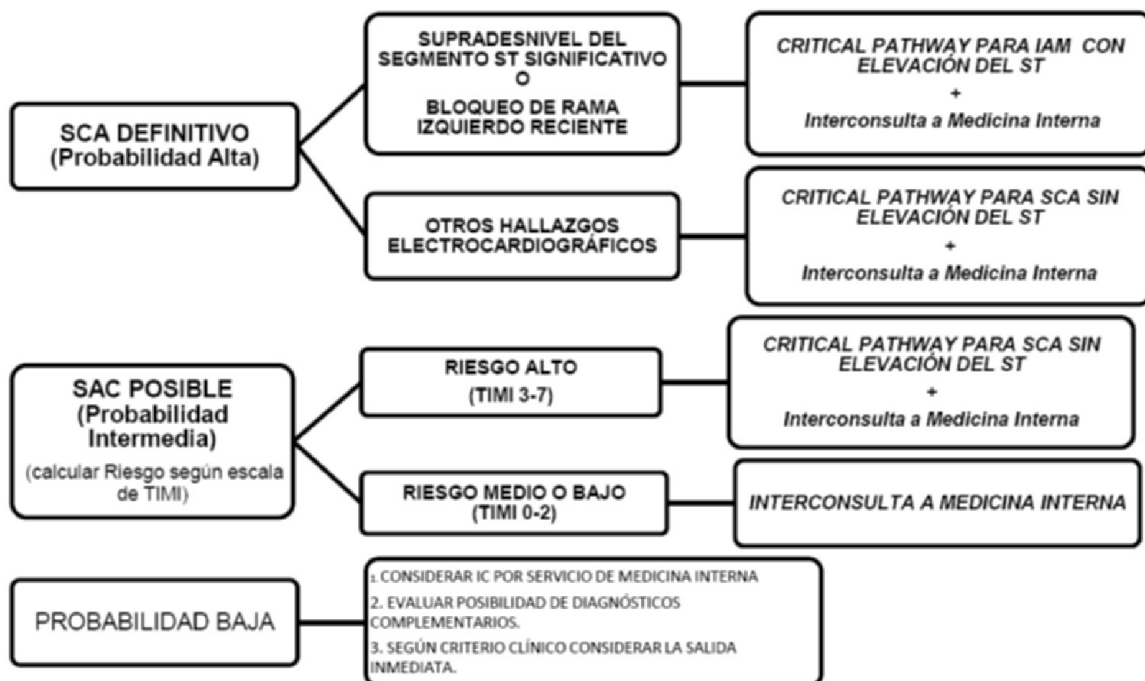 SCA DEFINITIVO
(Probabilidad Alta)
SUPRADESNIVEL DEL
SEGMENTO ST SIGNIFICATIVO
O
BLOQUEO DE RAMA
IZQUIERDO RECIENTE
CRITICAL PATHWAY PARA IAM CON
ELEVACIÓN DEL ST
+
Interconsulta a Medicina Interna
OTROS HALLAZGOS
ELECTROCARDIOGRÁFICOS
CRITICAL PATHWAY PARA SCA SIN
ELEVACIÓN DEL ST
+
Interconsulta a Medicina Interna
SAC POSIBLE
(Probabilidad
Intermedia)
(calcular Riesgo según escala
de TIMI)
RIESGO ALTO
(TIMI 3-7)
CRITICAL PATHWAY PARA SCA SIN
ELEVACIÓN DEL ST
+
Interconsulta a Medicina Interna
RIESGO MEDIO O BAJO
(TIMI 0-2)
INTERCONSULTA A MEDICINA INTERNA
PROBABILIDAD BAJA
1. CONSIDERAR IC POR SERVICIO DE MEDICINA INTERNA
2. EVALUAR POSIBILIDAD DE DIAGNÓSTICOS
COMPLEMENTARIOS.
3. SEGÚN CRITERIO CLÍNICO CONSIDERAR LA SALIDA
INMEDIATA.